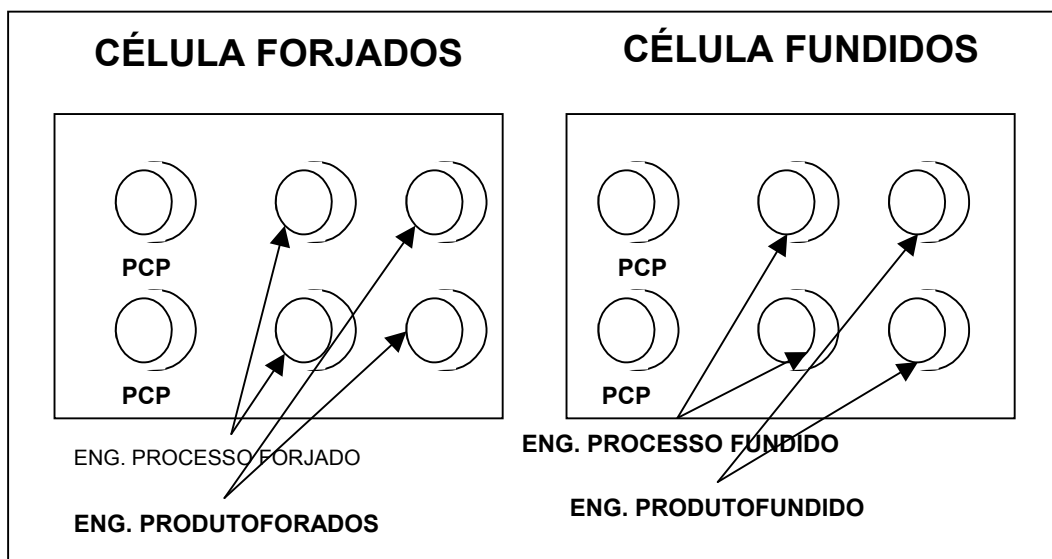 CÉLULA FORJADOS
CÉLULA FUNDIDOS
PCP
PCP
ENG. PROCESSO FORJADO
ENG. PRODUTOFORADOS
PCP
PCP
ENG. PROCESSO FUNDIDO
ENG. PRODUTOFUNDIDO